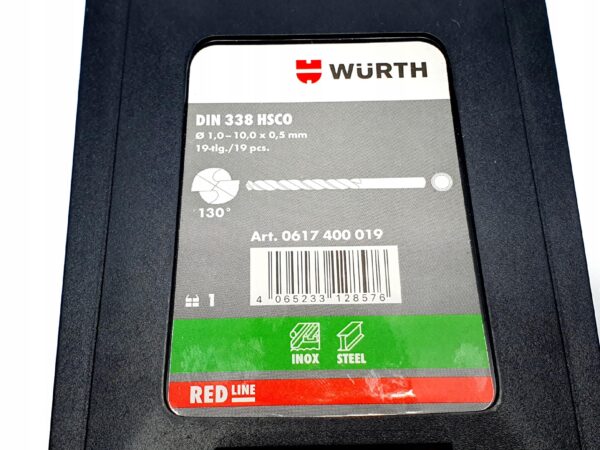 WÜRTH
DIN 338 HSCO
Ø 1,0–10,0 x 0,5 mm
19-tlg./19 pcs.
130°
Art. 0617 400 019
4 065233 128576
1
INOX STEEL
RED LINE